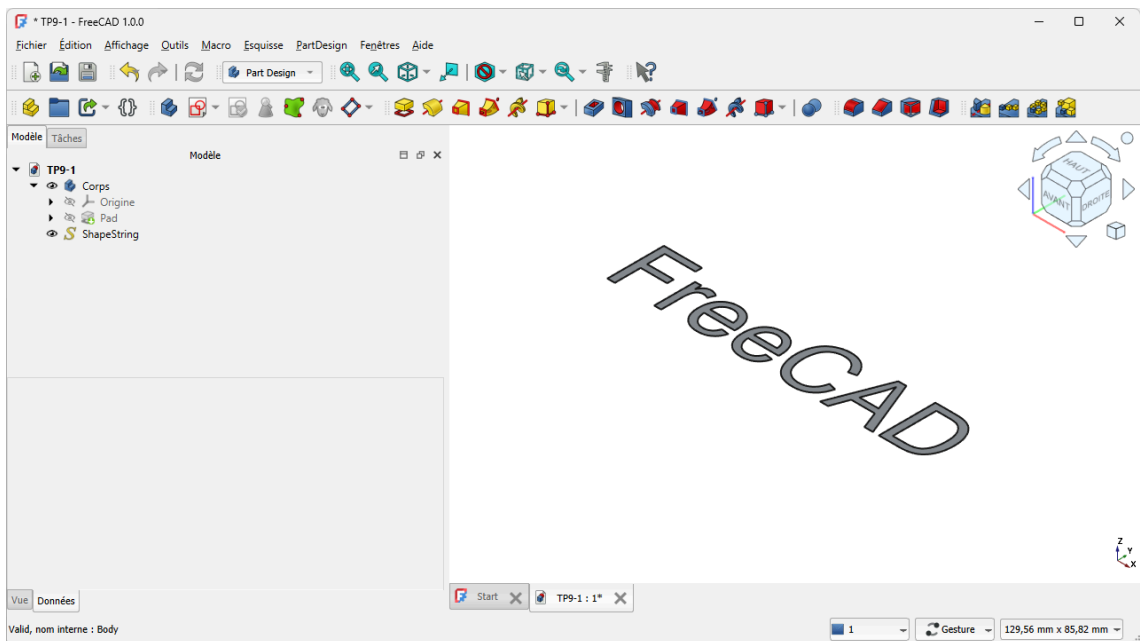 * TP9-1 - FreeCAD 1.0.0
Fichier Édition Affichage Outils Macro Esquisse PartDesign Fenêtres Aide
Part Design
Modèle Tâches
Modèle
TP9-1
Corps
Origine
Pad
ShapeString
HAUT
AVANT
DROITE
FreeCAD
Z
Y
X
Vue Données
Start
TP9-1 : 1*
Valid, nom interne : Body
1
Gesture
129,56 mm x 85,82 mm